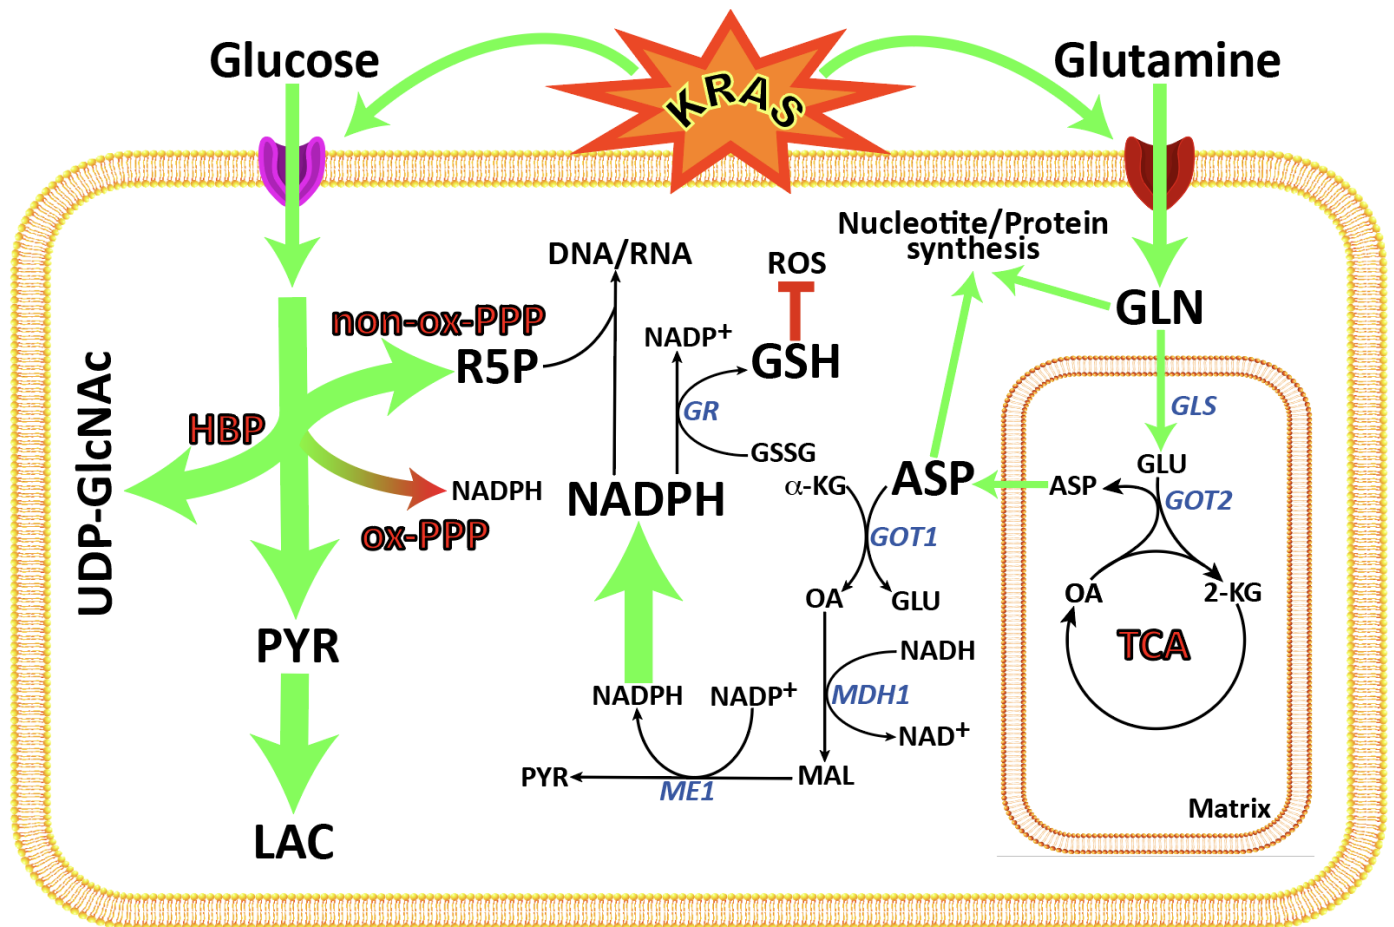 Glucose
KRAS
Glutamine
Nucleotite/Protein
synthesis
DNA/RNA
ROS
non-ox-PPP
R5P
NADP+
GSH
GLN
UDP-GlcNAc
HBP
GR
GLS
GSSG
NADPH
ox-PPP
NADPH
α-KG
ASP
ASP
GLU
GOT2
GOT1
OA
GLU
OA
2-KG
TCA
PYR
NADH
NADPH
NADP+
MDH1
NAD+
PYR
ME1
MAL
Matrix
LAC